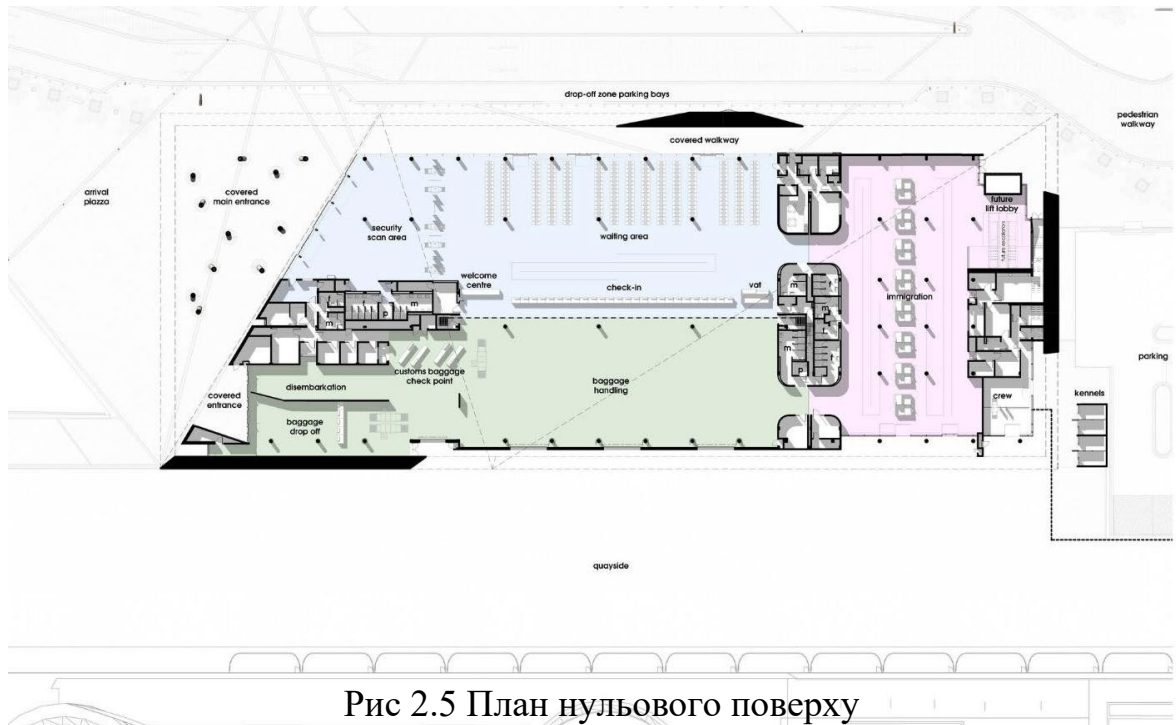 drop-off zone parking bays
pedestrian
walkway
covered walkway
arrival
piazza
covered
main entrance
future
lift lobby
security
scan area
waiting area
future escalators
welcome
centre
check-in
vat
m
immigration
f
m
p
m
m
f
m
p
customs baggage
check point
baggage
handling
parking
disembarkation
covered
entrance
baggage
drop off
crew
kennels
quayside
Рис 2.5 План нульового поверху